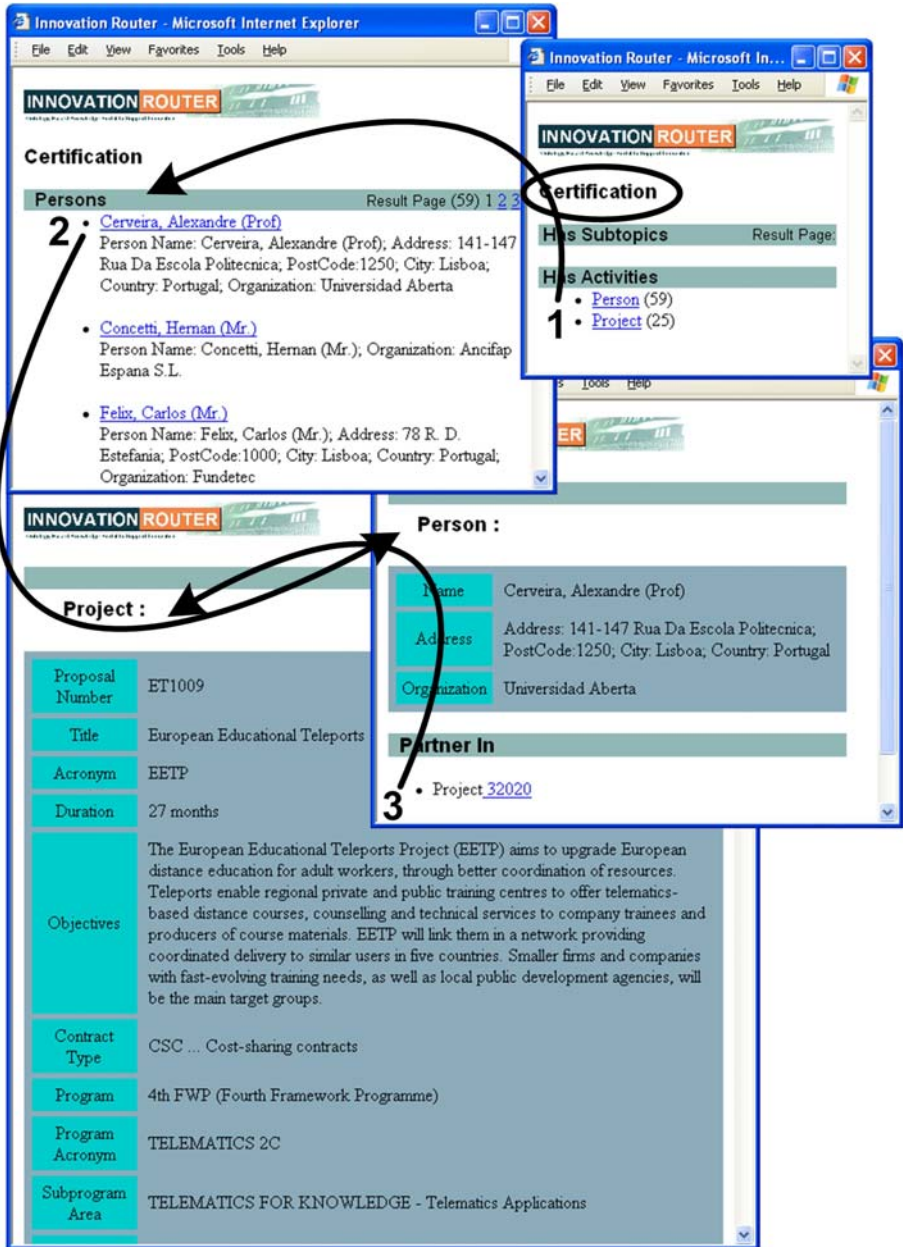 Innovation Router - Microsoft Internet Explorer
File Edit View Favorites Tools Help
INNOVATION ROUTER
Certification
Persons Result Page (59) 1 2 3
2
Cerveira, Alexandre (Prof)
Person Name: Cerveira, Alexandre (Prof); Address: 141-147
Rua Da Escola Politecnica; PostCode:1250; City: Lisboa;
Country: Portugal; Organization: Universidad Aberta
Concetti, Hernan (Mr.)
Person Name: Concetti, Hernan (Mr.); Organization: Ancifap
Espana S.L.
Felix, Carlos (Mr.)
Person Name: Felix, Carlos (Mr.); Address: 78 R. D.
Estefania; PostCode:1000; City: Lisboa; Country: Portugal;
Organization: Fundetec
Innovation Router - Microsoft In...
File Edit View Favorites Tools Help
INNOVATION ROUTER
Certification
Has Subtopics Result Page:
Has Activities
Person (59)
1
Project (25)
s Tools Help
ER
Person :
Name Cerveira, Alexandre (Prof)
Address Address: 141-147 Rua Da Escola Politecnica;
PostCode:1250; City: Lisboa; Country: Portugal
Organization Universidad Aberta
Partner In
Project 32020
3
INNOVATION ROUTER
Project :
Proposal
Number
ET1009
Title European Educational Teleports
Acronym EETP
Duration 27 months
Objectives
The European Educational Teleports Project (EETP) aims to upgrade European
distance education for adult workers, through better coordination of resources.
Teleports enable regional private and public training centres to offer telematics-
based distance courses, counselling and technical services to company trainees and
producers of course materials. EETP will link them in a network providing
coordinated delivery to similar users in five countries. Smaller firms and companies
with fast-evolving training needs, as well as local public development agencies, will
be the main target groups.
Contract
Type
CSC ... Cost-sharing contracts
Program 4th FWP (Fourth Framework Programme)
Program
Acronym
TELEMATICS 2C
Subprogram
Area
TELEMATICS FOR KNOWLEDGE - Telematics Applications